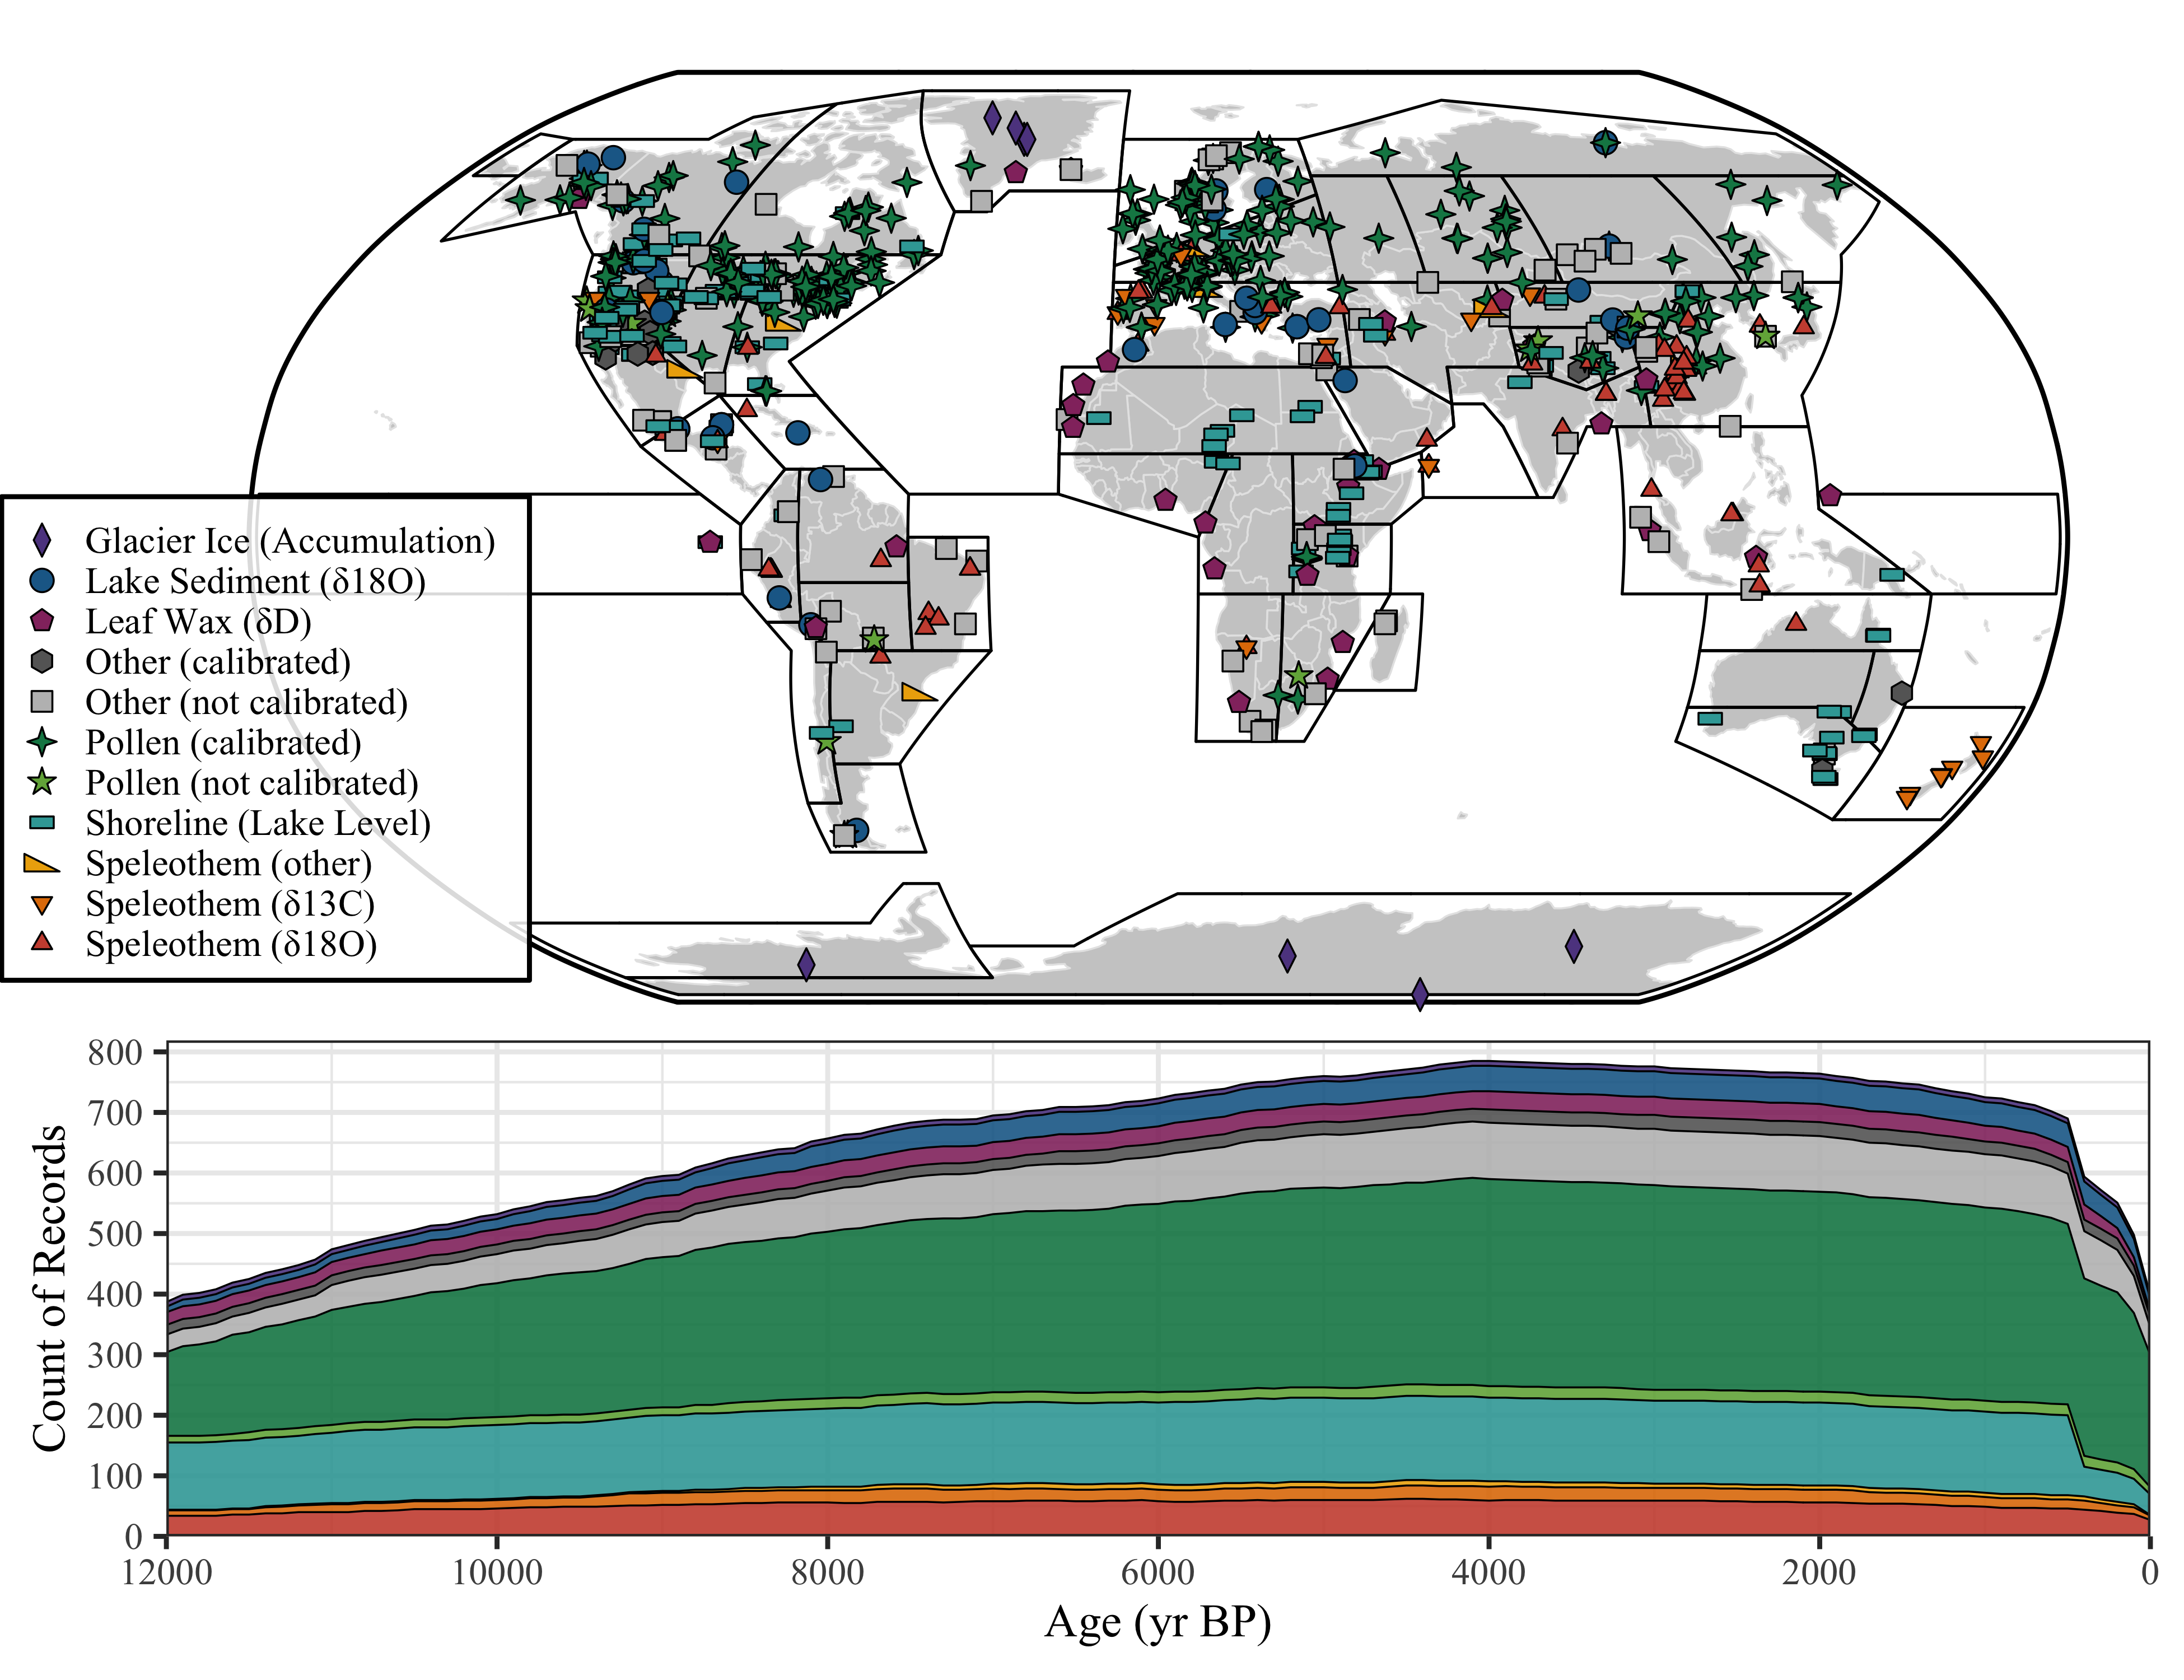 Glacier Ice (Accumulation)
Lake Sediment (δ18O)
Leaf Wax (δD)
Other (calibrated)
Other (not calibrated)
Pollen (calibrated)
Pollen (not calibrated)
Shoreline (Lake Level)
Speleothem (other)
Speleothem (δ13C)
Speleothem (δ18O)
Count of Records
800
700
600
500
400
300
200
100
0
12000 10000 8000 6000 4000 2000 0
Age (yr BP)